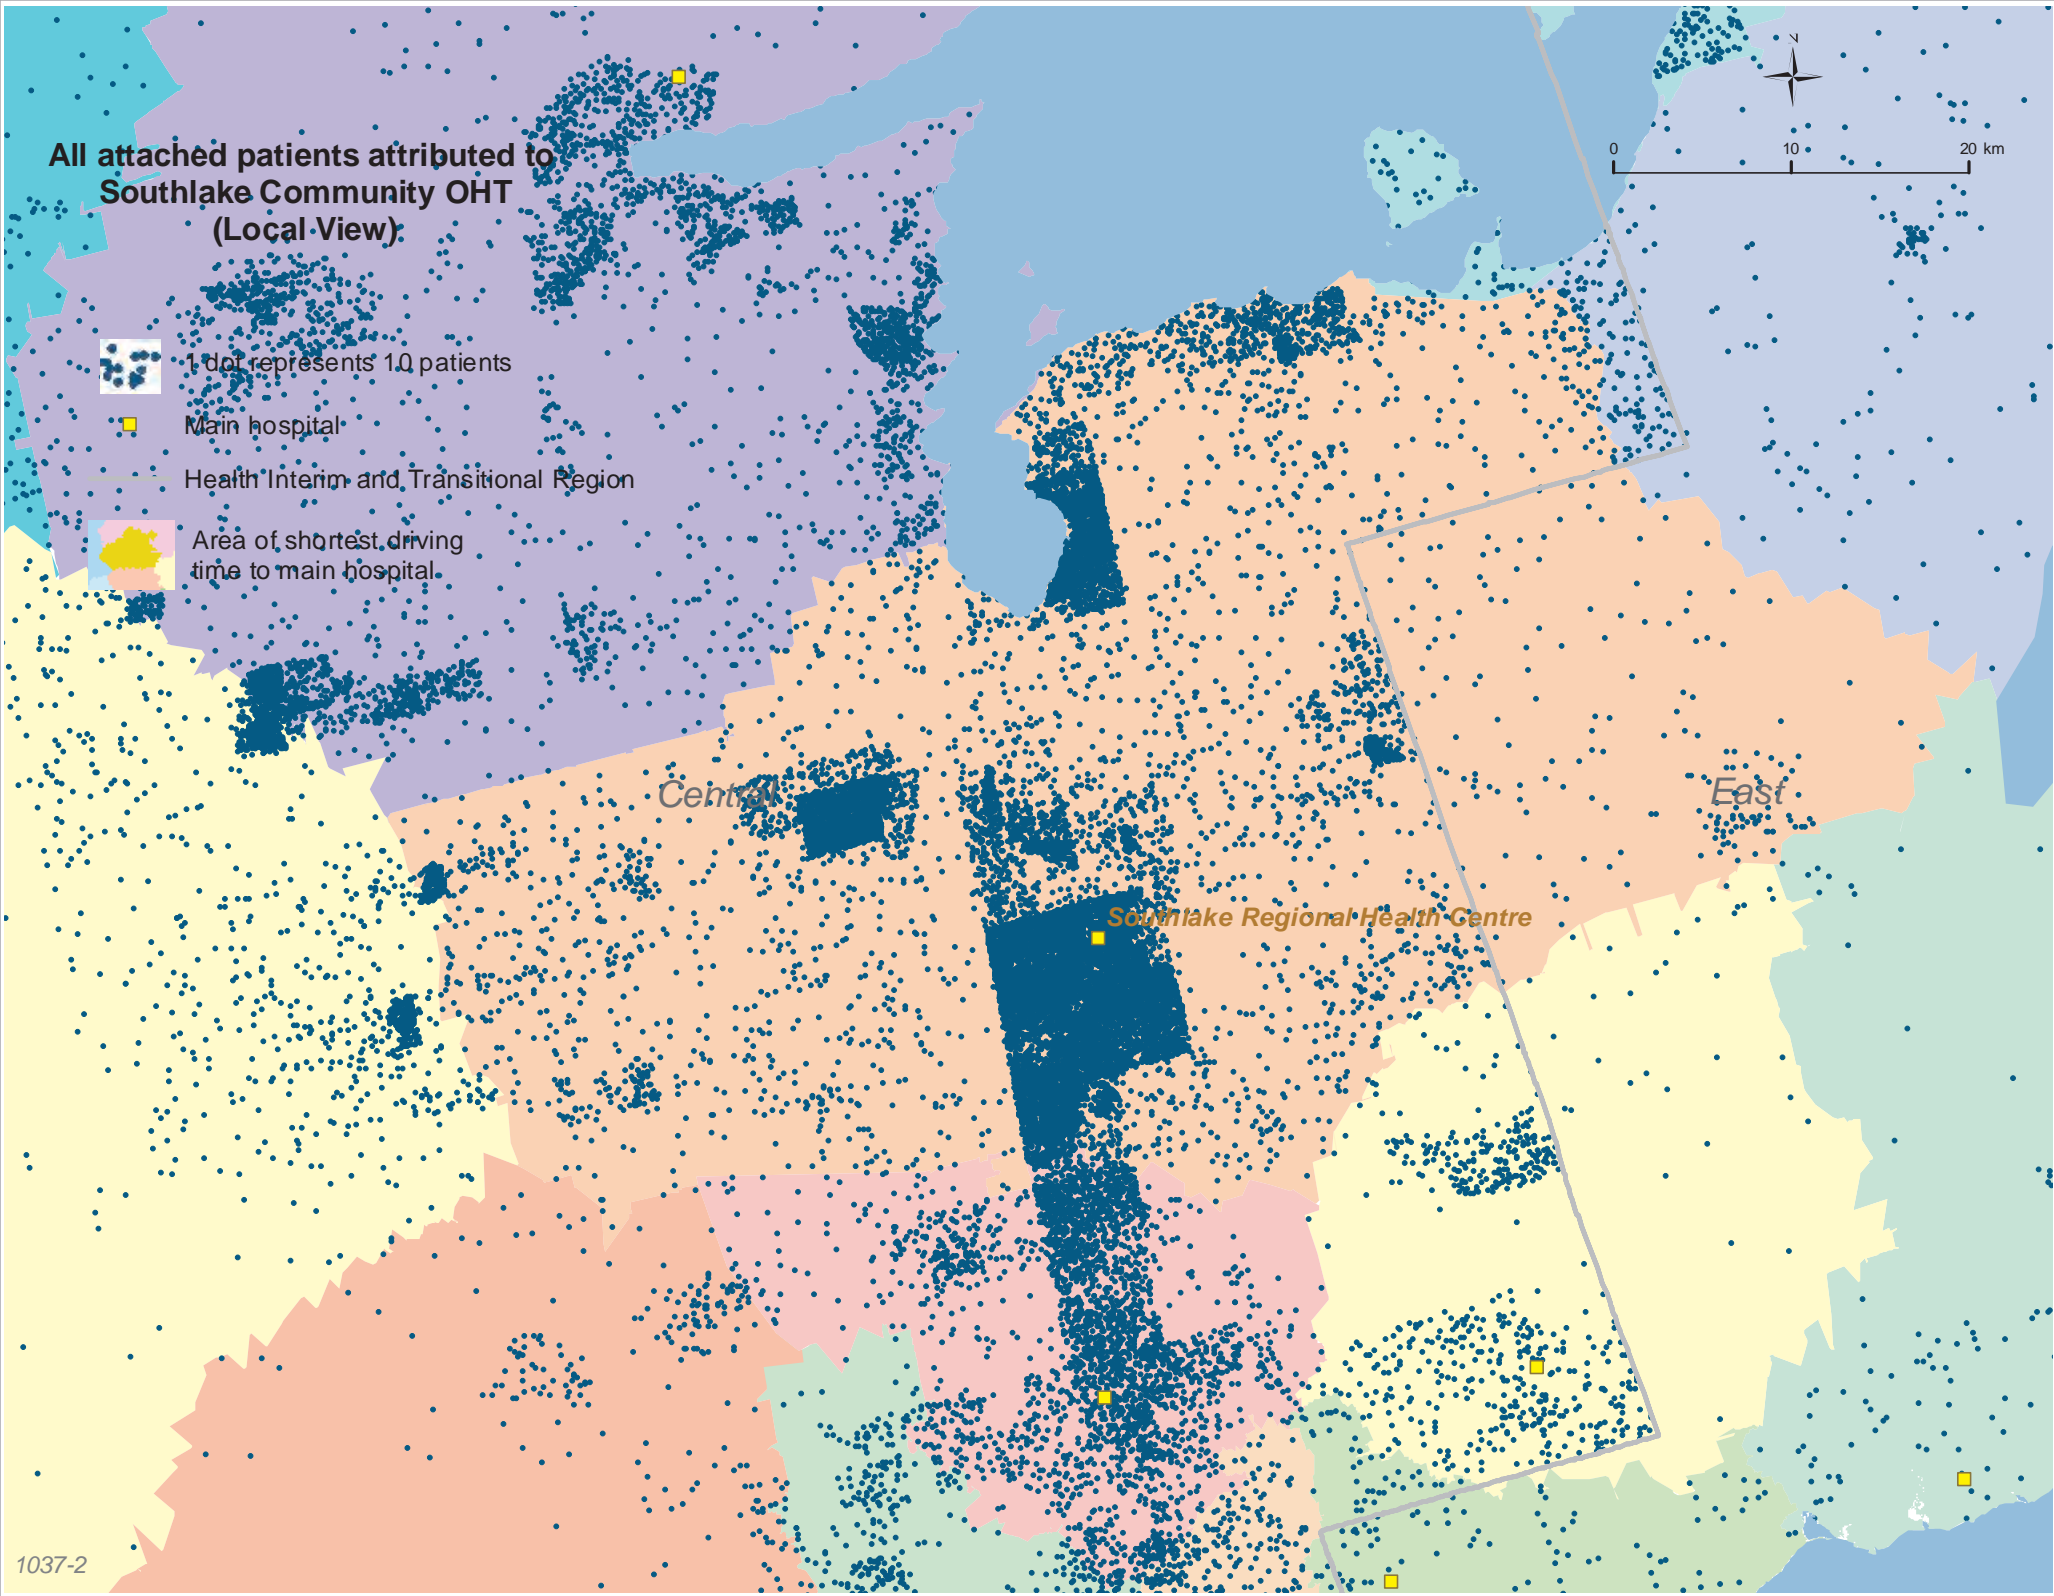 N
0 10 20 km
All attached patients attributed to
Southlake Community OHT
(Local View)
1 dot represents 10 patients
Main hospital
Health Interim and Transitional Region
Area of shortest driving
time to main hospital
Central
East
Southlake Regional Health Centre
1037-2